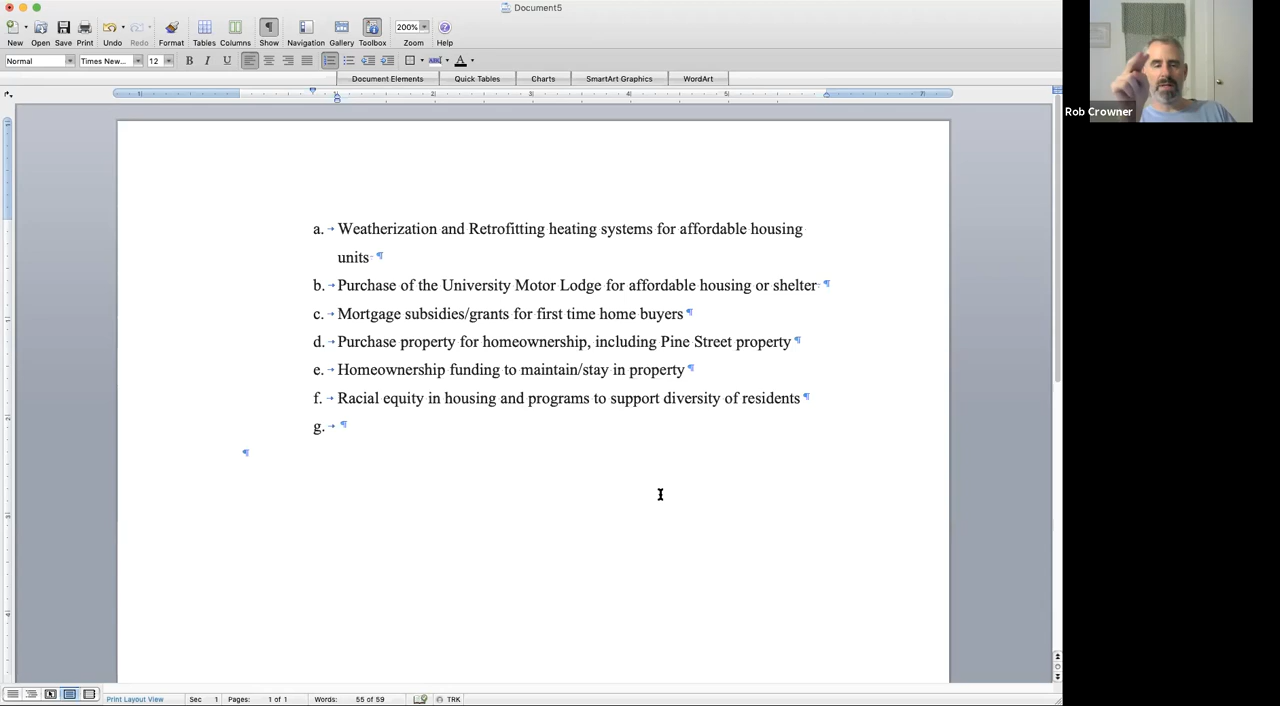 Document5
New Open Save Print Undo Redo Format Tables Columns Show Navigation Gallery Toolbox Zoom Help
200%
Normal Times New... 12 B I U
Document Elements Quick Tables Charts SmartArt Graphics WordArt
a. Weatherization and Retrofitting heating systems for affordable housing
units
b. Purchase of the University Motor Lodge for affordable housing or shelter
c. Mortgage subsidies/grants for first time home buyers
d. Purchase property for homeownership, including Pine Street property
e. Homeownership funding to maintain/stay in property
f. Racial equity in housing and programs to support diversity of residents
g.
Print Layout View Sec 1 Pages: 1 of 1 Words: 55 of 59 TRK
Rob Crowner